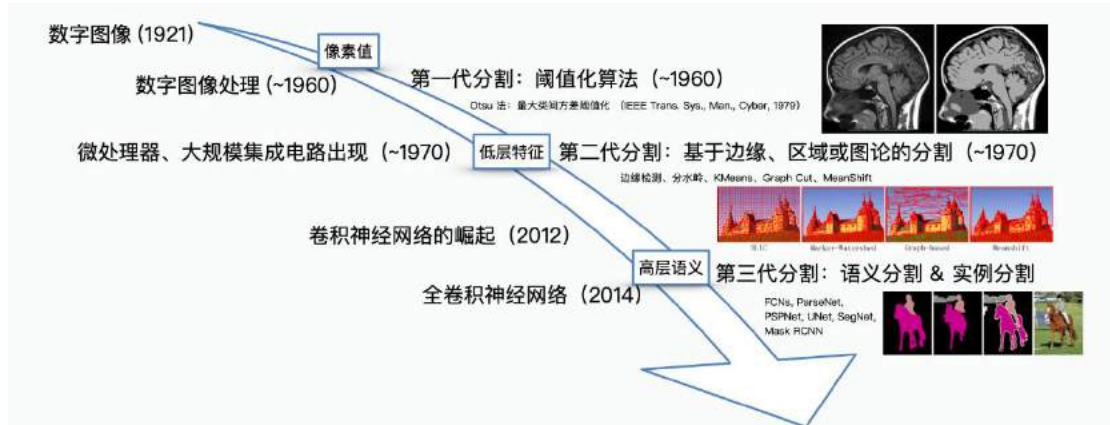 数字图像 (1921)
像素值
数字图像处理 (~1960)
第一代分割：阈值化算法（~1960)
Otsu 法：最大类间方差阈值化 （IEEE Trans. Sys., Man., Cyber, 1979）
微处理器、大规模集成电路出现（~1970）
低层特征
第二代分割：基于边缘、区域或图论的分割（~1970）
边缘检测、分水岭、KMeans、Graph Cut、MeanShift
SLIC
Marker-Watershed
Graph-based
Meanshift
卷积神经网络的崛起（2012）
高层语义
第三代分割：语义分割 & 实例分割
全卷积神经网络（2014）
FCNs, ParseNet,
PSPNet, UNet, SegNet,
Mask RCNN